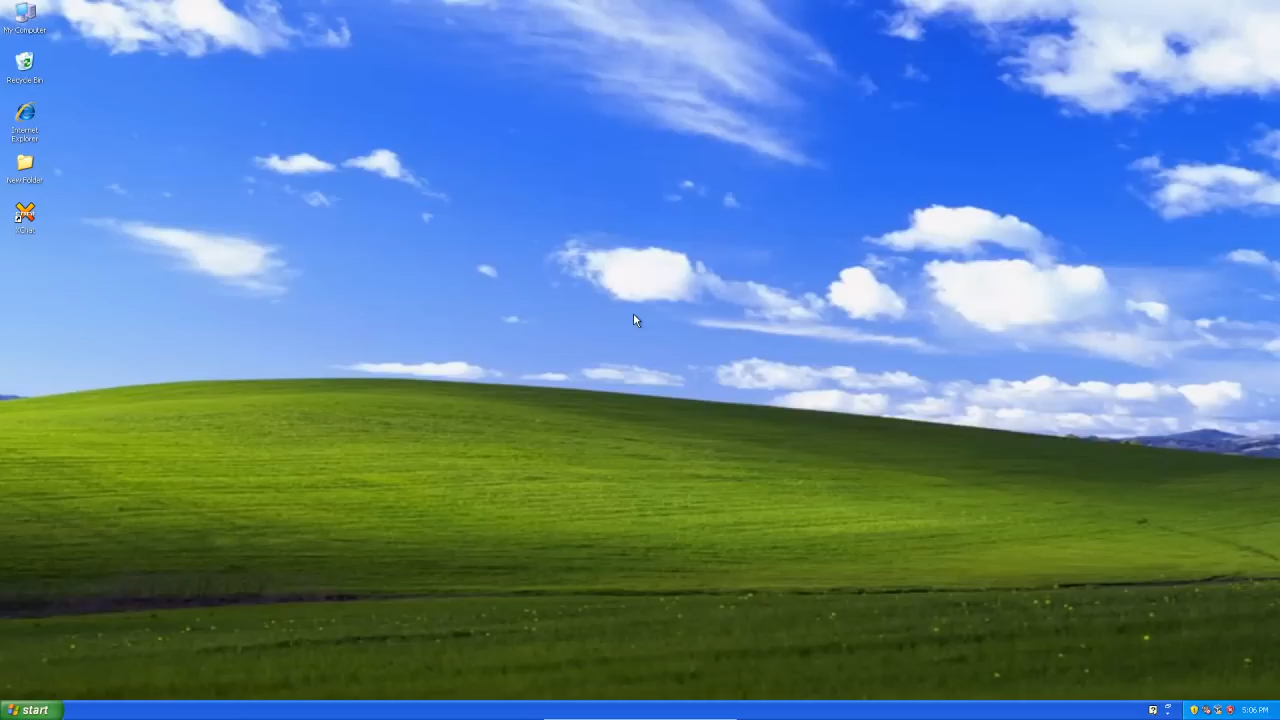 My Computer
Recycle Bin
Internet
Explorer
New Folder
XChat
start
5:06 PM